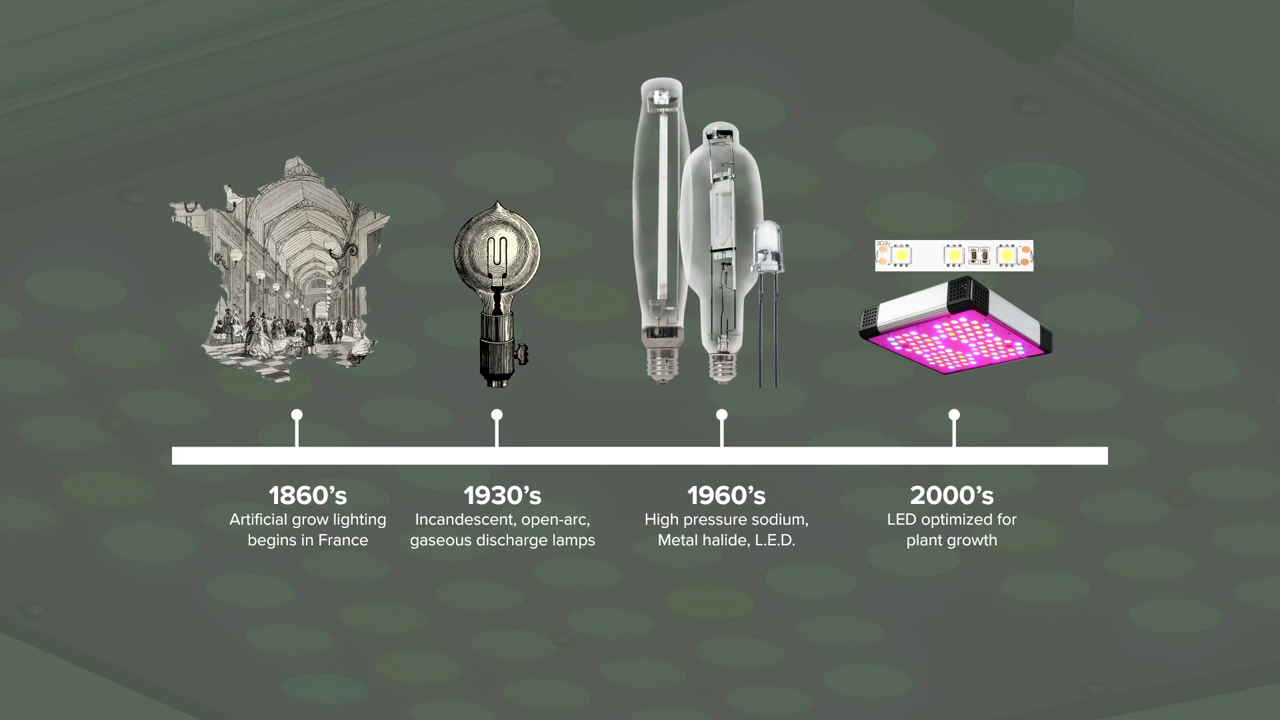 1860's
Artificial grow lighting
begins in France
1930's
Incandescent, open-arc,
gaseous discharge lamps
1960's
High pressure sodium,
Metal halide, L.E.D.
2000's
LED optimized for
plant growth